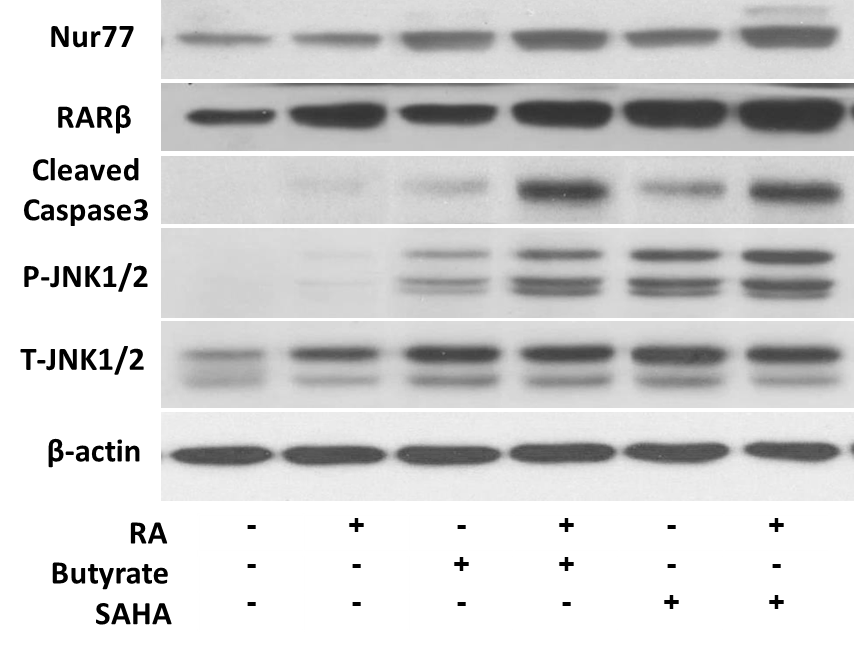 Nur77
RARβ
Cleaved
Caspase3
P-JNK1/2
T-JNK1/2
β-actin
RA - + - + - +
Butyrate - - + + - -
SAHA - - - - + +